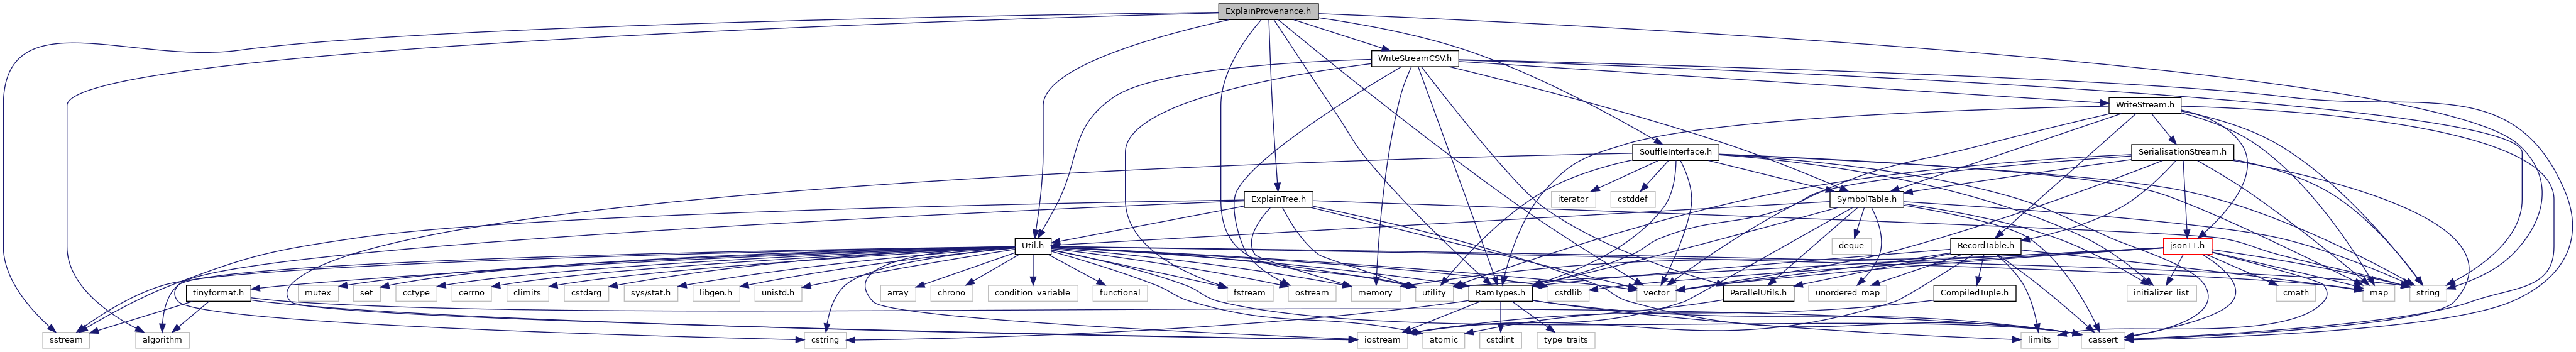 ExplainProvenance.h
WriteStreamCSV.h
WriteStream.h
SouffleInterface.h
SerialisationStream.h
ExplainTree.h
iterator
cstddef
SymbolTable.h
Util.h
deque
RecordTable.h
json11.h
tinyformat.h
mutex
set
cctype
cerrno
climits
cstdarg
sys/stat.h
libgen.h
unistd.h
array
chrono
condition_variable
functional
fstream
ostream
memory
utility
RamTypes.h
cstdlib
vector
ParallelUtils.h
unordered_map
CompiledTuple.h
initializer_list
cmath
map
string
sstream
algorithm
cstring
iostream
atomic
cstdint
type_traits
limits
cassert